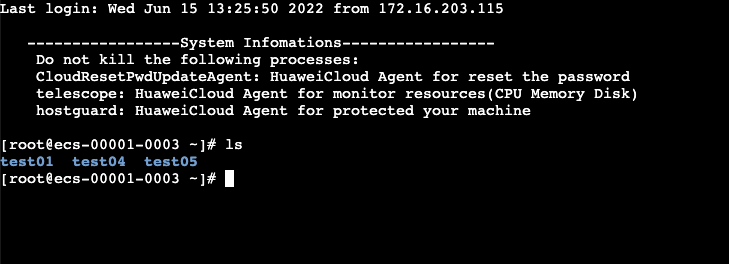 Last login: Wed Jun 15 13:25:50 2022 from 172.16.203.115
----------------System Infomations----------------
Do not kill the following processes:
CloudResetPwdUpdateAgent: HuaweiCloud Agent for reset the password
telescope: HuaweiCloud Agent for monitor resources(CPU Memory Disk)
hostguard: HuaweiCloud Agent for protected your machine
[root@ecs-00001-0003 ~]# ls
test01 test04 test05
[root@ecs-00001-0003 ~]#